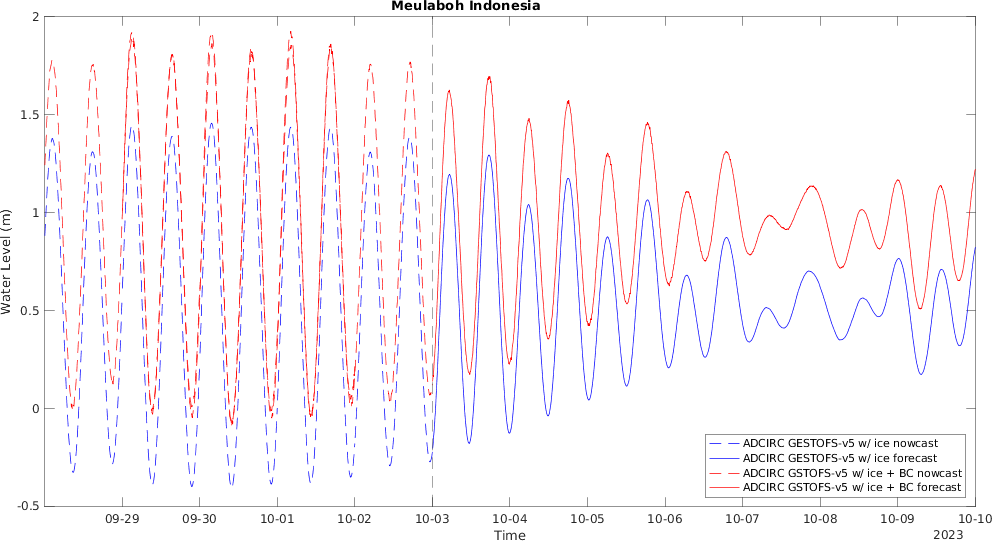 Meulaboh Indonesia
Water Level (m)
2
1.5
1
0.5
0
-0.5
09-29 09-30 10-01 10-02 10-03 10-04 10-05 10-06 10-07 10-08 10-09 10-10
Time
2023
ADCIRC GESTOFS-v5 w/ ice nowcast
ADCIRC GESTOFS-v5 w/ ice forecast
ADCIRC GSTOFS-v5 w/ ice + BC nowcast
ADCIRC GSTOFS-v5 w/ ice + BC forecast